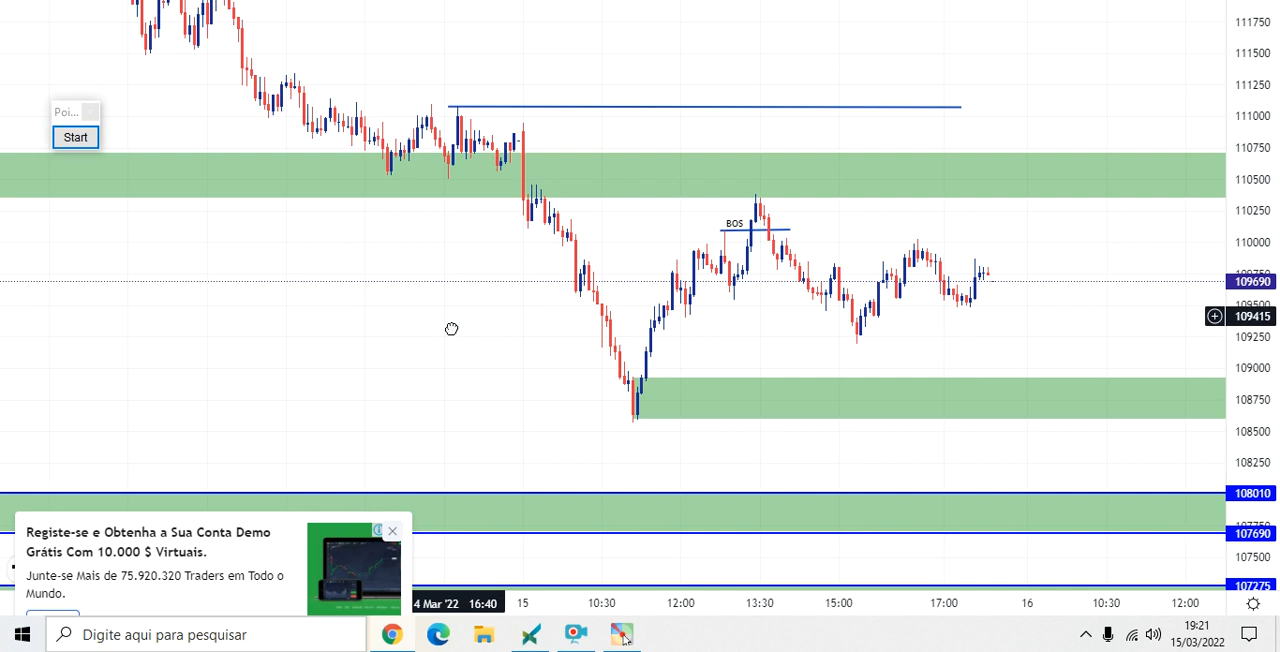 111750
111500
111250
Poi...
Start
111000
110750
110500
110250
BOS
110000
109690
109415
109250
109000
108750
108500
108250
108010
107690
107500
107275
Registe-se e Obtenha a Sua Conta Demo
Grátis Com 10.000 $ Virtuais.
Junte-se Mais de 75.920.320 Traders em Todo o
Mundo.
4 Mar '22 16:40 15 10:30 12:00 13:30 15:00 17:00 16 10:30 12:00
Digite aqui para pesquisar
19:21
15/03/2022